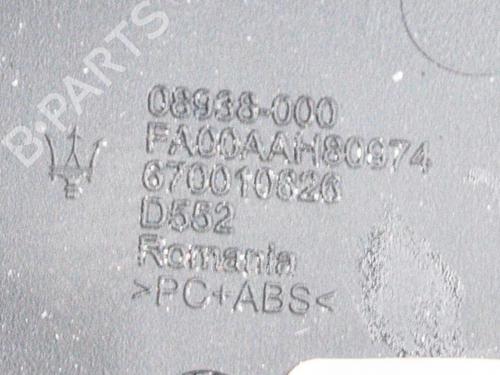 B-PARTS
08938-000
FA00AAH80974
670010626
D552
Romania
>PC+ABS<